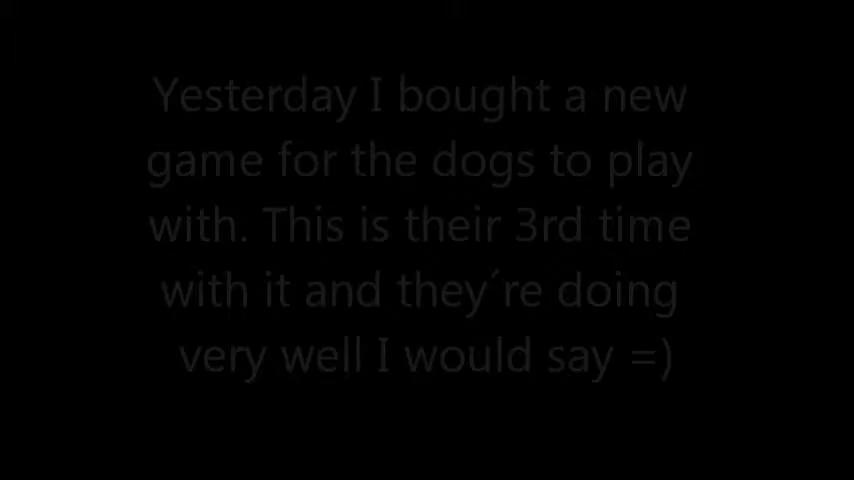 Yesterday I bought a new
game for the dogs to play
with. This is their 3rd time
with it and they´re doing
very well I would say =)